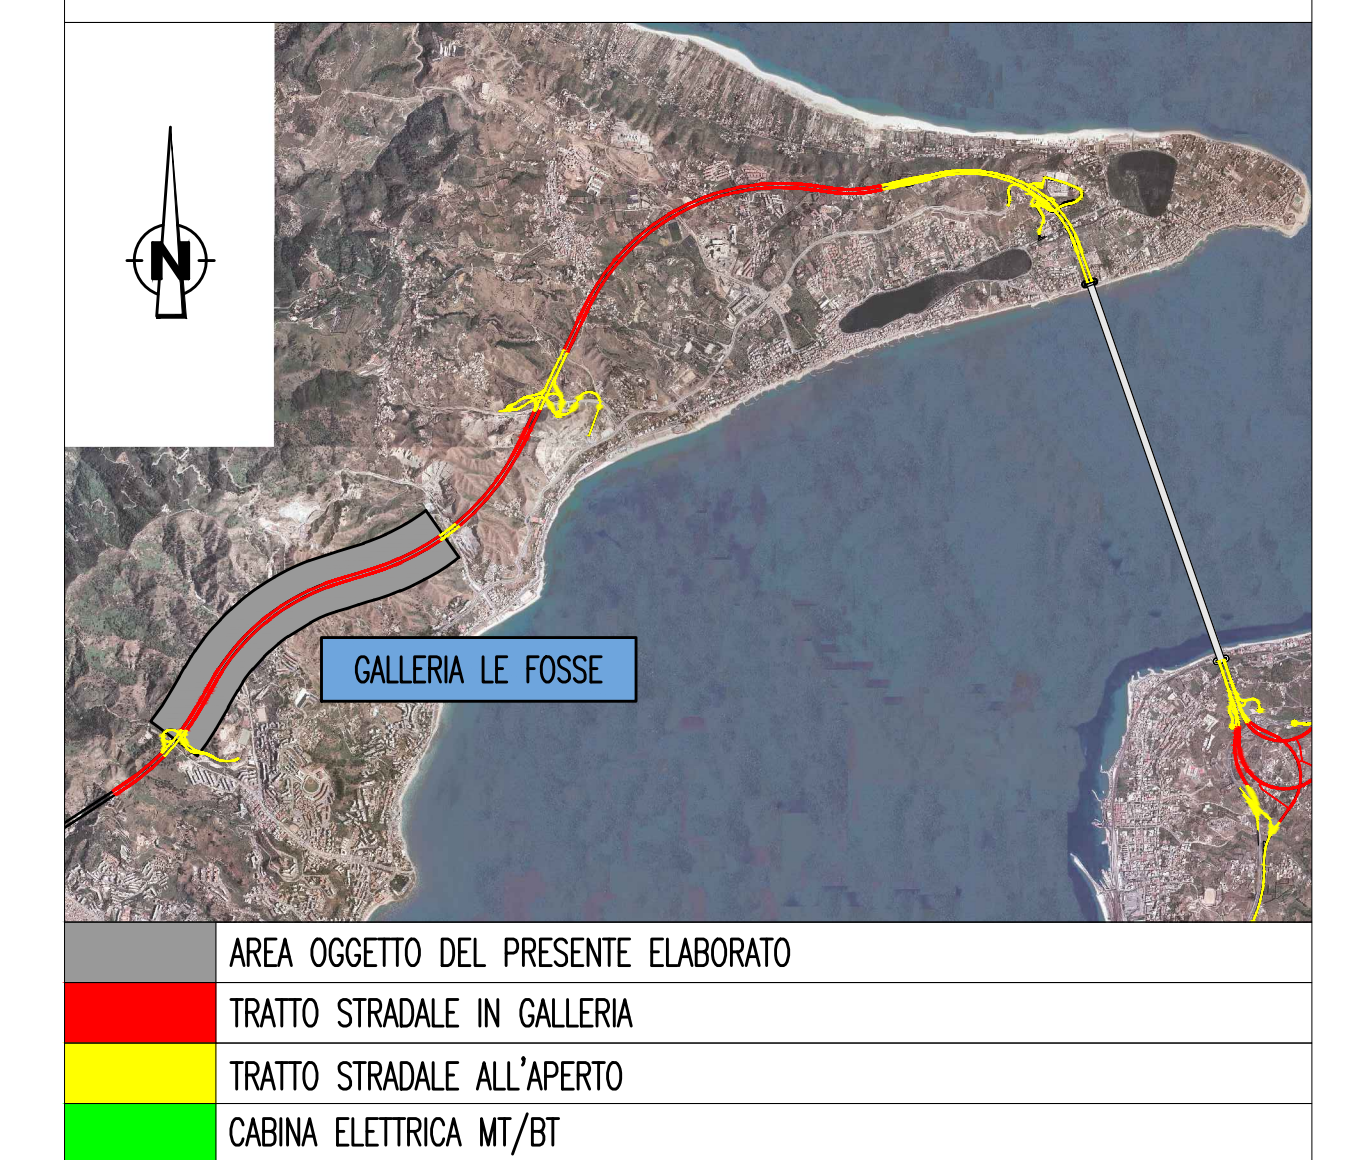 N
GALLERIA LE FOSSE
AREA OGGETTO DEL PRESENTE ELABORATO
TRATTO STRADALE IN GALLERIA
TRATTO STRADALE ALL'APERTO
CABINA ELETTRICA MT/BT